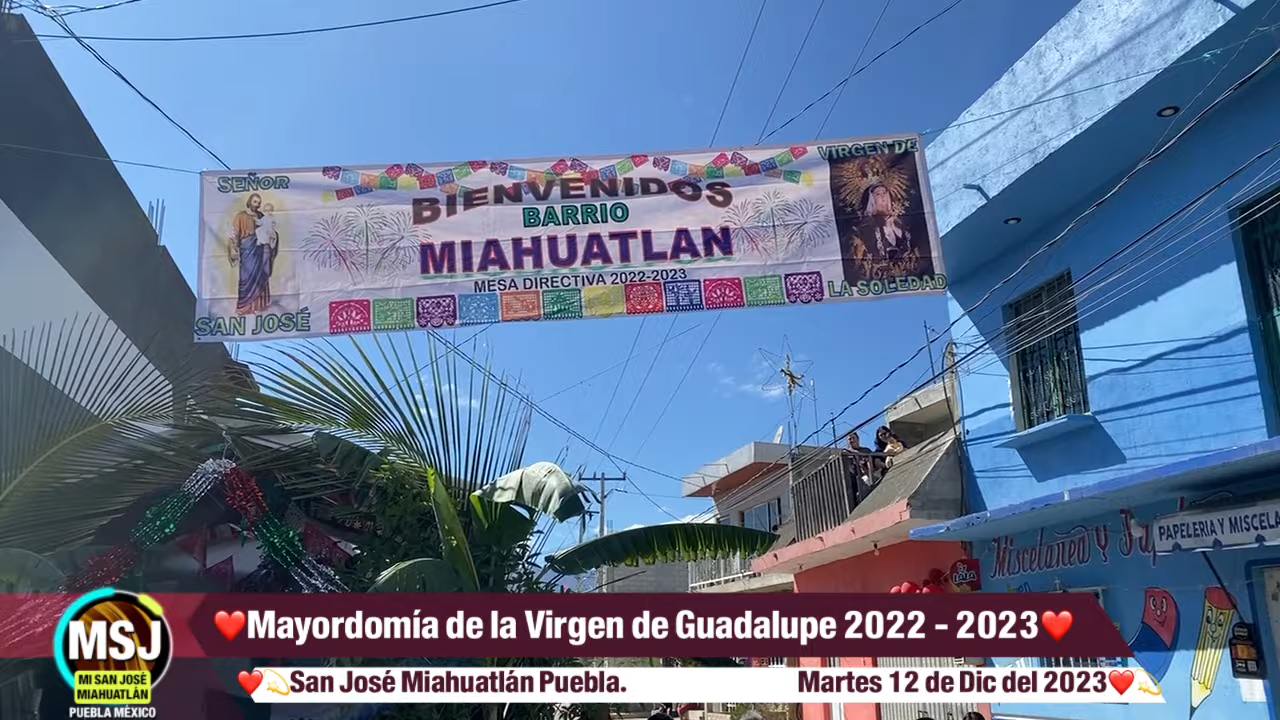 SEÑOR
SAN JOSÉ
BIENVENIDOS
BARRIO
MIAHUATLAN
MESA DIRECTIVA 2022-2023
VIRGEN DE
LA SOLEDAD
Miscelanea y
PAPELERIA Y MISCELA
LALA
MSJ
MI SAN JOSÉ
MIAHUATLÁN
PUEBLA MÉXICO
❤️Mayordomía de la Virgen de Guadalupe 2022 - 2023❤️
❤️💫San José Miahuatlán Puebla. Martes 12 de Dic del 2023❤️💫